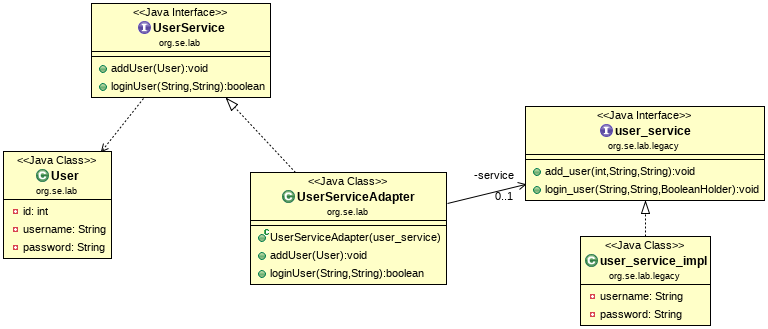 <<Java Interface>>
UserService
org.se.lab
addUser(User):void
loginUser(String,String):boolean
<<Java Class>>
User
org.se.lab
id: int
username: String
password: String
<<Java Class>>
UserServiceAdapter
org.se.lab
UserServiceAdapter(user_service)
addUser(User):void
loginUser(String,String):boolean
-service
0..1
<<Java Interface>>
user_service
org.se.lab.legacy
add_user(int,String,String):void
login_user(String,String,BooleanHolder):void
<<Java Class>>
user_service_impl
org.se.lab.legacy
username: String
password: String